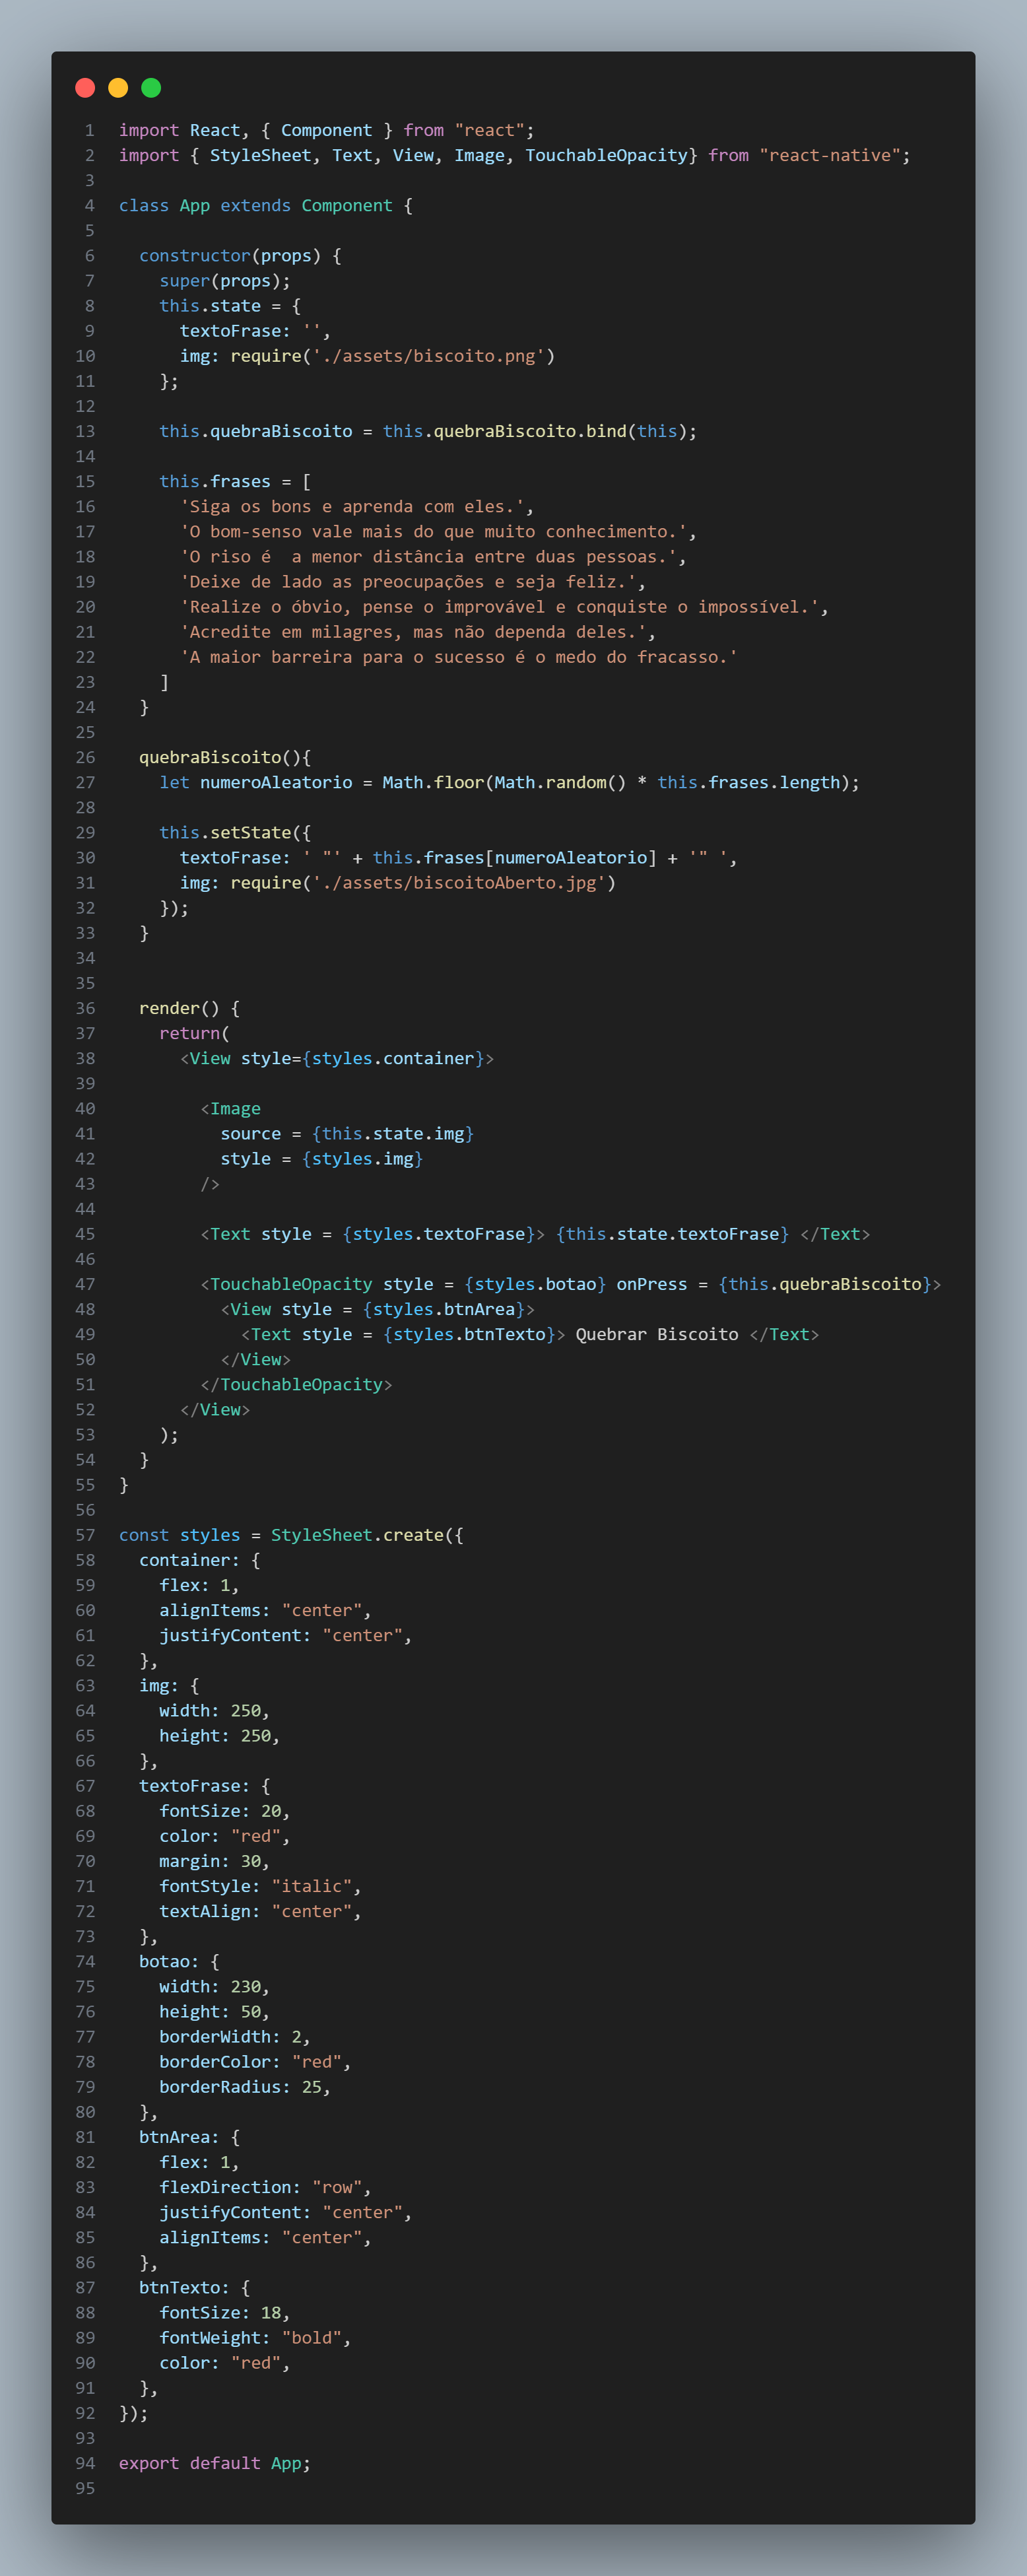 1 import React, { Component } from "react";
2 import { StyleSheet, Text, View, Image, TouchableOpacity} from "react-native";
3
4 class App extends Component {
5
6   constructor(props) {
7     super(props);
8     this.state = {
9       textoFrase: '',
10       img: require('./assets/biscoito.png')
11     };
12
13     this.quebraBiscoito = this.quebraBiscoito.bind(this);
14
15     this.frases = [
16       'Siga os bons e aprenda com eles.',
17       'O bom-senso vale mais do que muito conhecimento.',
18       'O riso é  a menor distância entre duas pessoas.',
19       'Deixe de lado as preocupações e seja feliz.',
20       'Realize o óbvio, pense o improvável e conquiste o impossível.',
21       'Acredite em milagres, mas não dependa deles.',
22       'A maior barreira para o sucesso é o medo do fracasso.'
23     ]
24   }
25
26   quebraBiscoito(){
27     let numeroAleatorio = Math.floor(Math.random() * this.frases.length);
28
29     this.setState({
30       textoFrase: ' "' + this.frases[numeroAleatorio] + '" ',
31       img: require('./assets/biscoitoAberto.jpg')
32     });
33   }
34
35
36   render() {
37     return(
38       <View style={styles.container}>
39
40         <Image
41           source = {this.state.img}
42           style = {styles.img}
43         />
44
45         <Text style = {styles.textoFrase}> {this.state.textoFrase} </Text>
46
47         <TouchableOpacity style = {styles.botao} onPress = {this.quebraBiscoito}>
48           <View style = {styles.btnArea}>
49             <Text style = {styles.btnTexto}> Quebrar Biscoito </Text>
50           </View>
51         </TouchableOpacity>
52       </View>
53     );
54   }
55 }
56
57 const styles = StyleSheet.create({
58   container: {
59     flex: 1,
60     alignItems: "center",
61     justifyContent: "center",
62   },
63   img: {
64     width: 250,
65     height: 250,
66   },
67   textoFrase: {
68     fontSize: 20,
69     color: "red",
70     margin: 30,
71     fontStyle: "italic",
72     textAlign: "center",
73   },
74   botao: {
75     width: 230,
76     height: 50,
77     borderWidth: 2,
78     borderColor: "red",
79     borderRadius: 25,
80   },
81   btnArea: {
82     flex: 1,
83     flexDirection: "row",
84     justifyContent: "center",
85     alignItems: "center",
86   },
87   btnTexto: {
88     fontSize: 18,
89     fontWeight: "bold",
90     color: "red",
91   },
92 });
93
94 export default App;
95